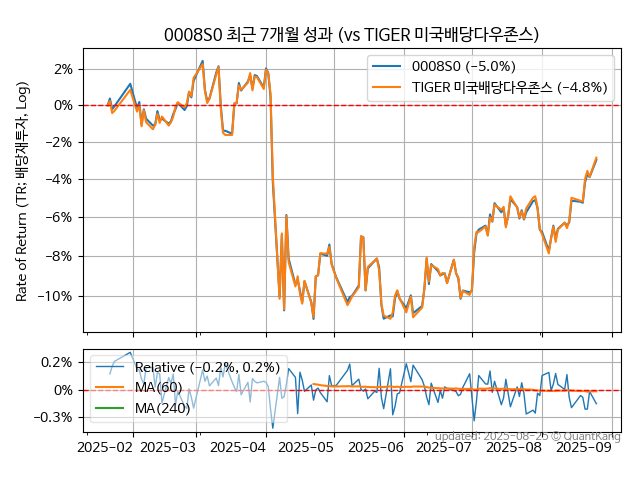 0008S0 최근 7개월 성과 (vs TIGER 미국배당다우존스)
0008S0 (−5.0%)
TIGER 미국배당다우존스 (−4.8%)
Rate of Return (TR; 배당재투자, Log)
2%
0%
−2%
−4%
−6%
−8%
−10%
Relative (−0.2%, 0.2%)
MA(60)
MA(240)
0.2%
0%
−0.3%
2025−02 2025−03 2025−04 2025−05 2025−06 2025−07 2025−08 2025−09
updated: 2025−08−25 © QuantKang